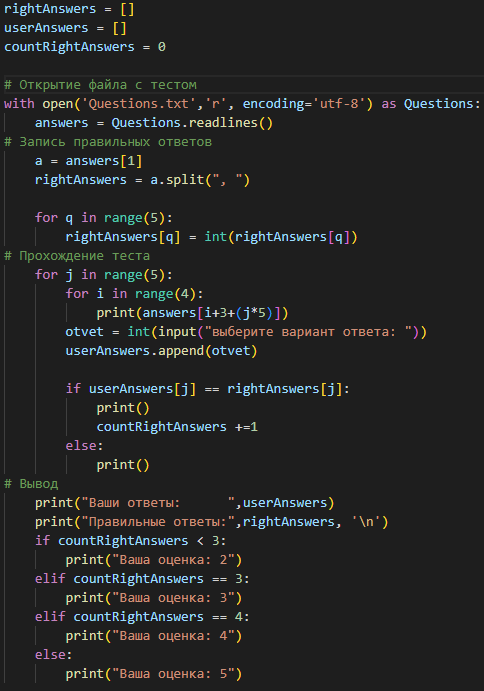 rightAnswers = []
userAnswers = []
countRightAnswers = 0

# Открытие файла с тестом
with open('Questions.txt','r', encoding='utf-8') as Questions:
    answers = Questions.readlines()
# Запись правильных ответов
    a = answers[1]
    rightAnswers = a.split(", ")

    for q in range(5):
        rightAnswers[q] = int(rightAnswers[q])
# Прохождение теста
    for j in range(5):
        for i in range(4):
            print(answers[i+3+(j*5)])
        otvet = int(input("выберите вариант ответа: "))
        userAnswers.append(otvet)

        if userAnswers[j] == rightAnswers[j]:
            print()
            countRightAnswers +=1
        else:
            print()
# Вывод
    print("Ваши ответы:      ",userAnswers)
    print("Правильные ответы:",rightAnswers, '\n')
    if countRightAnswers < 3:
        print("Ваша оценка: 2")
    elif countRightAnswers == 3:
        print("Ваша оценка: 3")
    elif countRightAnswers == 4:
        print("Ваша оценка: 4")
    else:
        print("Ваша оценка: 5")